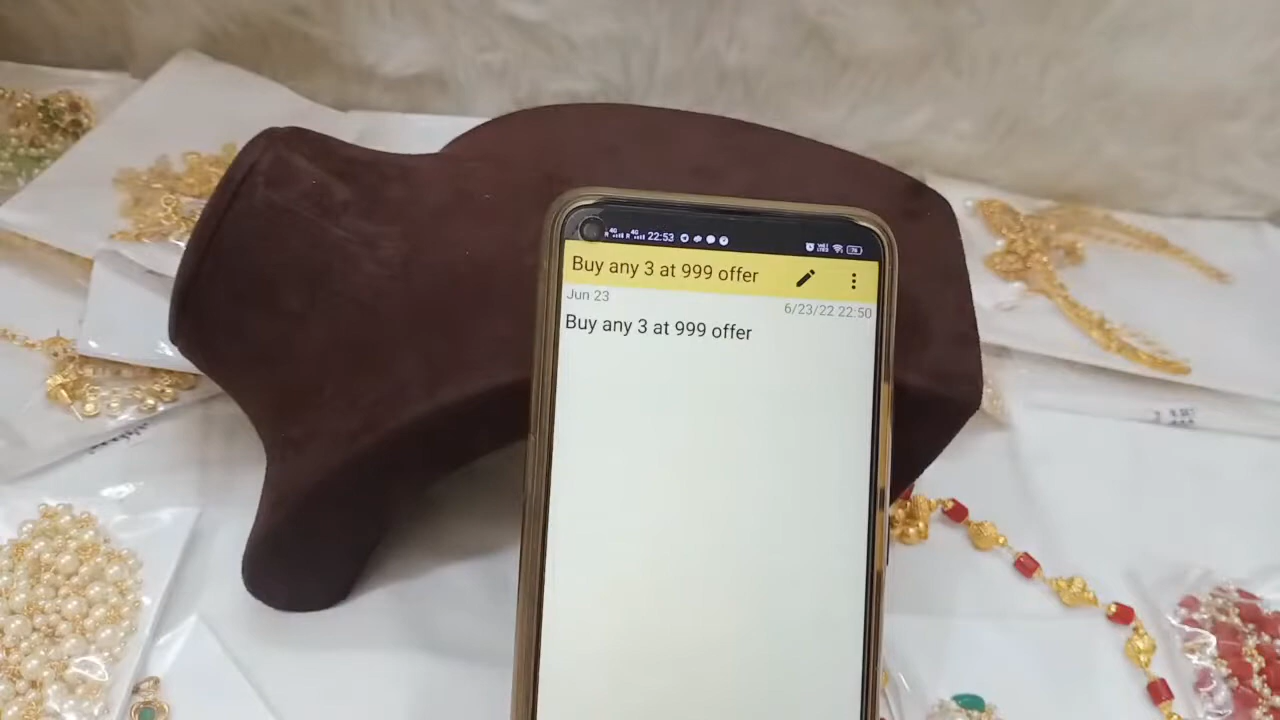 22:53
Buy any 3 at 999 offer
Jun 23
6/23/22 22:50
Buy any 3 at 999 offer